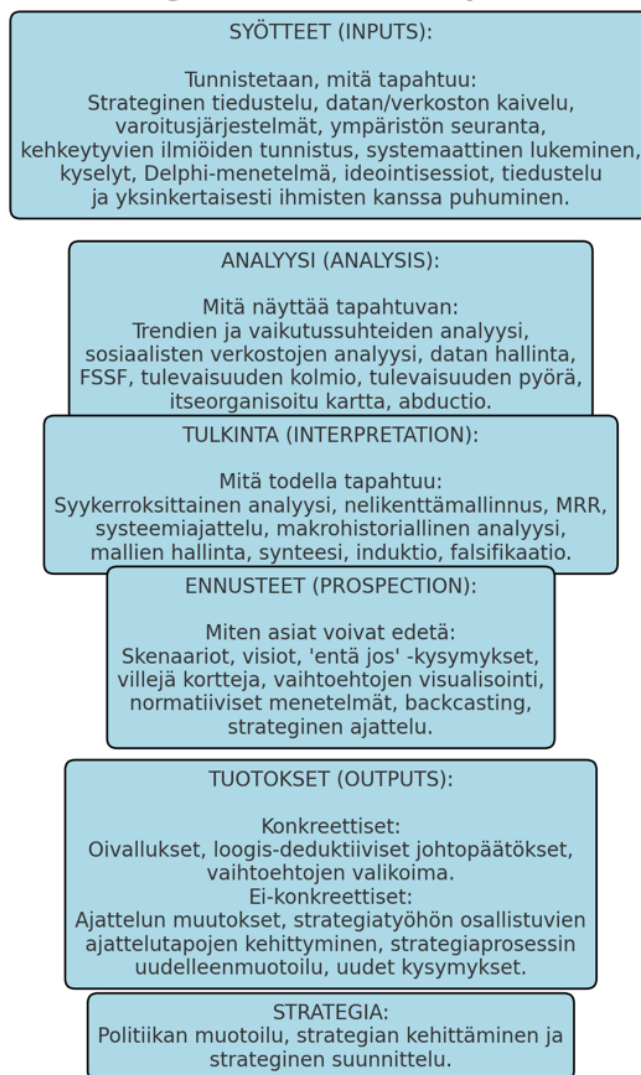 SYÖTTEET (INPUTS):
Tunnistetaan, mitä tapahtuu:
Strateginen tiedustelu, datan/verkoston kaivelu,
varoitusjärjestelmät, ympäristön seuranta,
kehkeytyvien ilmiöiden tunnistus, systemaattinen lukeminen,
kyselyt, Delphi-menetelmä, ideointisessiot, tiedustelu
ja yksinkertaisesti ihmisten kanssa puhuminen.
ANALYYSI (ANALYSIS):
Mitä näyttää tapahtuvan:
Trendien ja vaikutussuhteiden analyysi,
sosiaalisten verkostojen analyysi, datan hallinta,
FSSF, tulevaisuuden kolmio, tulevaisuuden pyörä,
itseorganisoitu kartta, abductio.
TULKINTA (INTERPRETATION):
Mitä todella tapahtuu:
Syykerroksittainen analyysi, nelikenttämallinnus, MRR,
systeemiajattelu, makrohistoriallinen analyysi,
mallien hallinta, synteesi, induktio, falsifikaatio.
ENNUSTEET (PROSPECTION):
Miten asiat voivat edetä:
Skenaariot, visiot, 'entä jos' -kysymykset,
villejä kortteja, vaihtoehtojen visualisointi,
normatiiviset menetelmät, backcasting,
strateginen ajattelu.
TUOTOKSET (OUTPUTS):
Konkreettiset:
Oivallukset, loogis-deduktiiviset johtopäätökset,
vaihtoehtojen valikoima.
Ei-konkreettiset:
Ajattelun muutokset, strategiatyöhön osallistuvien
ajattelutapojen kehittyminen, strategiaprosessin
uudelleenmuotoilu, uudet kysymykset.
STRATEGIA:
Politiikan muotoilu, strategian kehittäminen ja
strateginen suunnittelu.